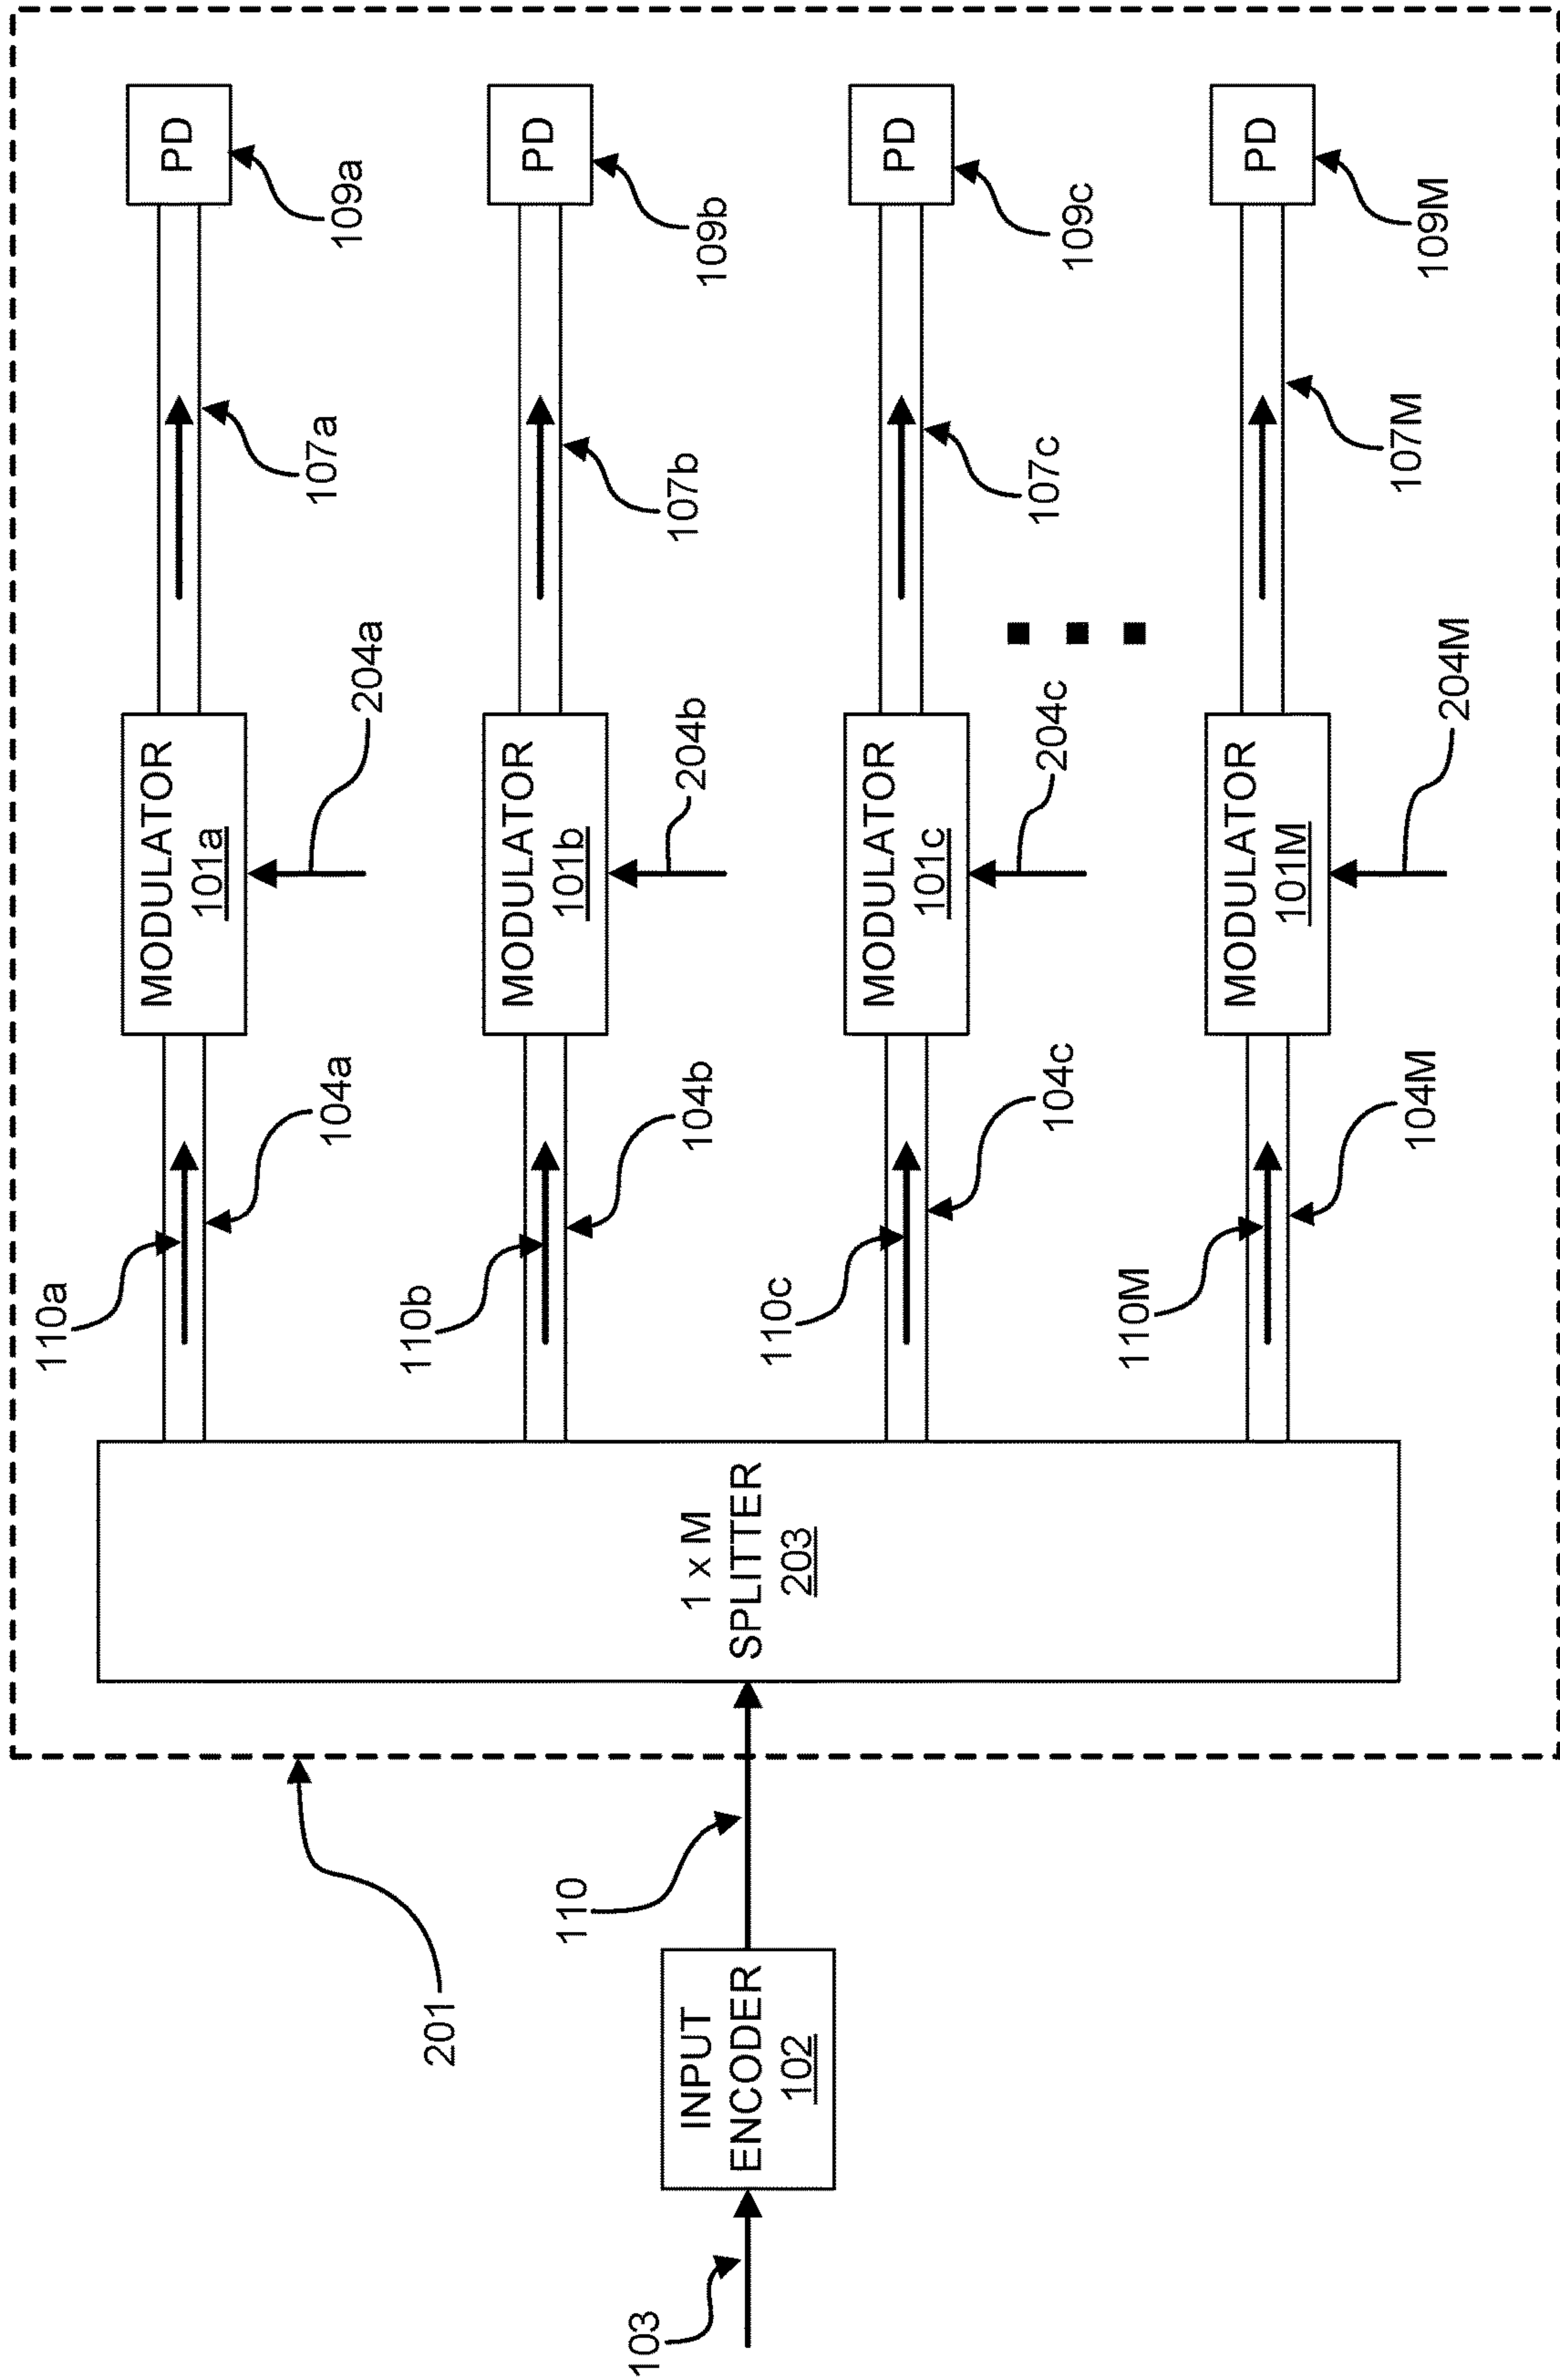 103
INPUT
ENCODER
102
110
201
1 x M
SPLITTER
203
110a
104a
MODULATOR
101a
204a
107a
PD
109a
110b
104b
MODULATOR
101b
204b
107b
PD
109b
110c
104c
MODULATOR
101c
204c
107c
PD
109c
110M
104M
MODULATOR
101M
204M
107M
PD
109M